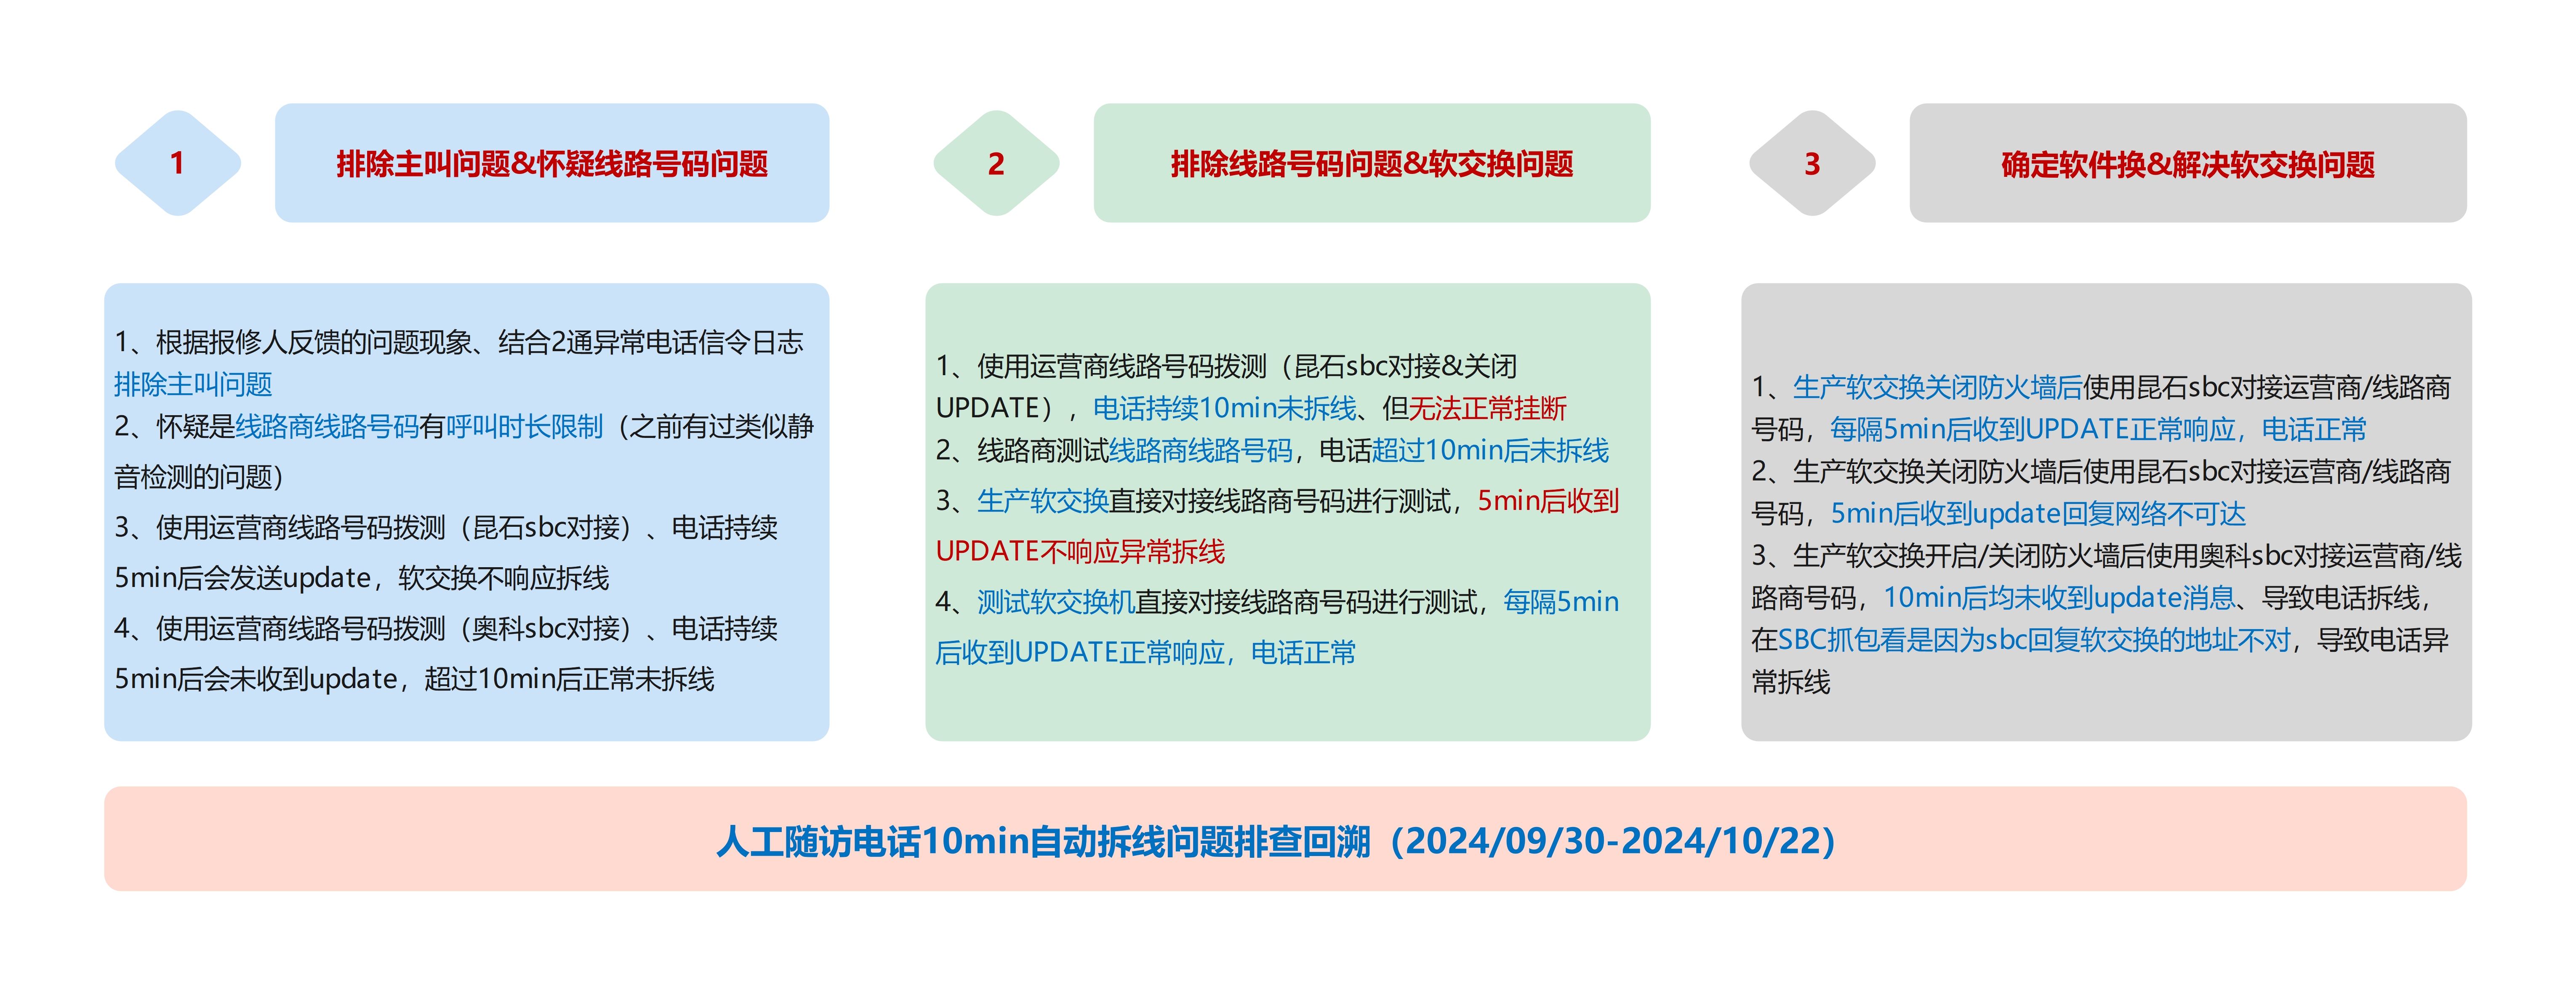 1
排除主叫问题&怀疑线路号码问题
1、根据报修人反馈的问题现象、结合2通异常电话信令日志
排除主叫问题
2、怀疑是线路商线路号码有呼叫时长限制（之前有过类似静
音检测的问题）
3、使用运营商线路号码拨测（昆石sbc对接）、电话持续
5min后会发送update，软交换不响应拆线
4、使用运营商线路号码拨测（奥科sbc对接）、电话持续
5min后会未收到update，超过10min后正常未拆线
2
排除线路号码问题&软交换问题
1、使用运营商线路号码拨测（昆石sbc对接&关闭
UPDATE），电话持续10min未拆线、但无法正常挂断
2、线路商测试线路商线路号码，电话超过10min后未拆线
3、生产软交换直接对接线路商号码进行测试，5min后收到
UPDATE不响应异常拆线
4、测试软交换机直接对接线路商号码进行测试，每隔5min
后收到UPDATE正常响应，电话正常
3
确定软件换&解决软交换问题
1、生产软交换关闭防火墙后使用昆石sbc对接运营商/线路商
号码，每隔5min后收到UPDATE正常响应，电话正常
2、生产软交换关闭防火墙后使用昆石sbc对接运营商/线路商
号码，5min后收到update回复网络不可达
3、生产软交换开启/关闭防火墙后使用奥科sbc对接运营商/线
路商号码，10min后均未收到update消息、导致电话拆线，
在SBC抓包看是因为sbc回复软交换的地址不对，导致电话异
常拆线
人工随访电话10min自动拆线问题排查回溯（2024/09/30-2024/10/22）